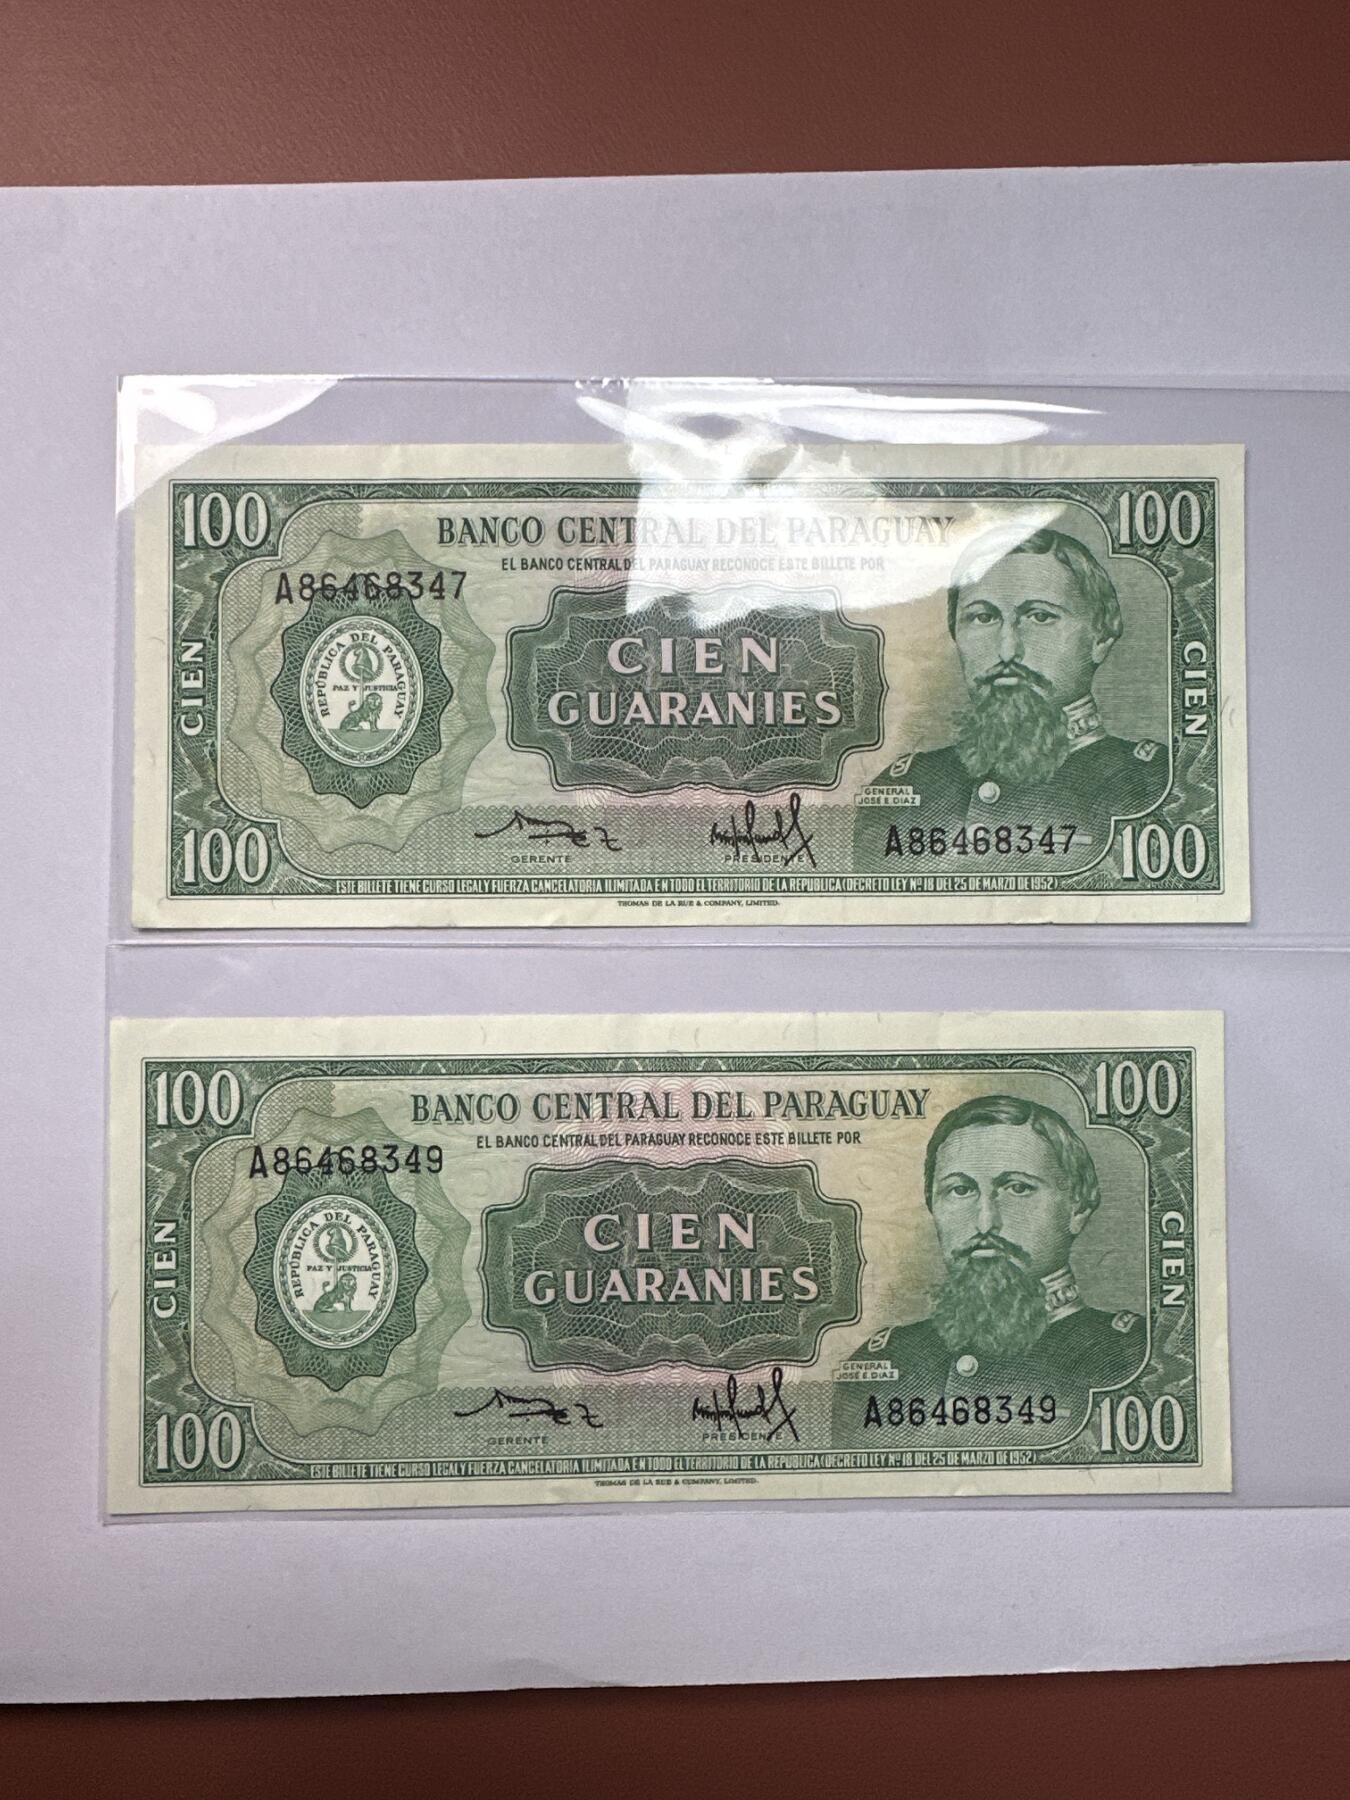 100 100
BANCO CENTRAL DEL PARAGUAY
EL BANCO CENTRAL DEL PARAGUAY RECONOCE ESTE BILLETE POR
A86468347
REPÚBLICA DEL PARAGUAY
PAZ Y JUSTICIA
CIEN
CIEN
GUARANIES
CIEN
GENERAL
JOSE E. DIAZ
A86468347
GERENTE PRESIDENTE
100 100
ESTE BILLETE TIENE CURSO LEGAL Y FUERZA CANCELATORIA ILIMITADA EN TODO EL TERRITORIO DE LA REPUBLICA (DECRETO LEY Nº 18 DEL 25 DE MARZO DE 1952)
THOMAS DE LA RUE & COMPANY, LIMITED.
100 100
BANCO CENTRAL DEL PARAGUAY
EL BANCO CENTRAL DEL PARAGUAY RECONOCE ESTE BILLETE POR
A86468349
REPÚBLICA DEL PARAGUAY
PAZ Y JUSTICIA
CIEN
CIEN
GUARANIES
CIEN
GENERAL
JOSE E. DIAZ
A86468349
GERENTE PRESIDENTE
100 100
ESTE BILLETE TIENE CURSO LEGAL Y FUERZA CANCELATORIA ILIMITADA EN TODO EL TERRITORIO DE LA REPUBLICA (DECRETO LEY Nº 18 DEL 25 DE MARZO DE 1952)
THOMAS DE LA RUE & COMPANY, LIMITED.